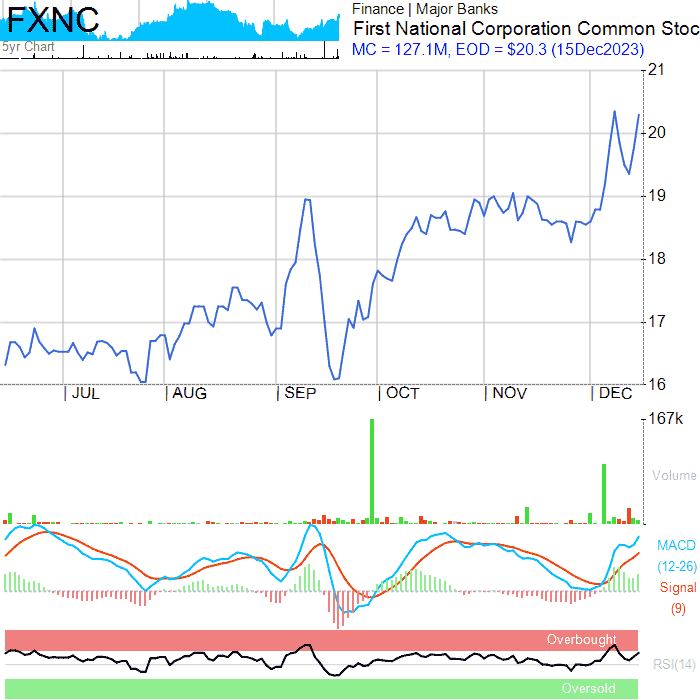 FXNC
5yr Chart
Finance | Major Banks
First National Corporation Common Stoc
MC = 127.1M, EOD = $20.3 (15Dec2023)
21
20
19
18
17
16
JUL AUG SEP OCT NOV DEC
167k
Volume
MACD
(12-26)
Signal
(9)
Overbought
RSI(14)
Oversold